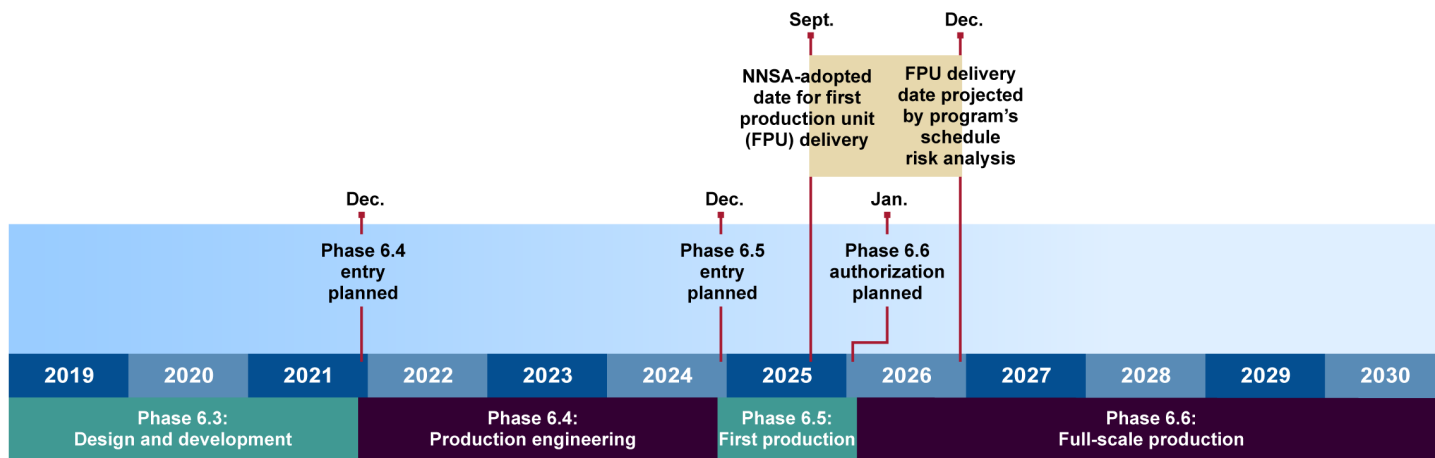 Sept.
Dec.
NNSA-adopted
date for first
production unit
(FPU) delivery
FPU delivery
date projected
by program's
schedule
risk analysis
Dec.
Dec.
Jan.
Phase 6.4
entry
planned
Phase 6.5
entry
planned
Phase 6.6
authorization
planned
2019
2020
2021
2022
2023
2024
2025
2026
2027
2028
2029
2030
Phase 6.3:
Design and development
Phase 6.4:
Production engineering
Phase 6.5:
First production
Phase 6.6:
Full-scale production